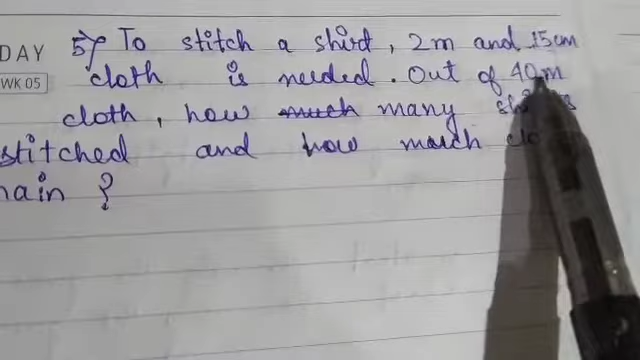 DAY
WK 05
5) To stitch a shirt, 2m and 15cm
cloth is needed. Out of 40m
cloth, how much many
stitched and how much